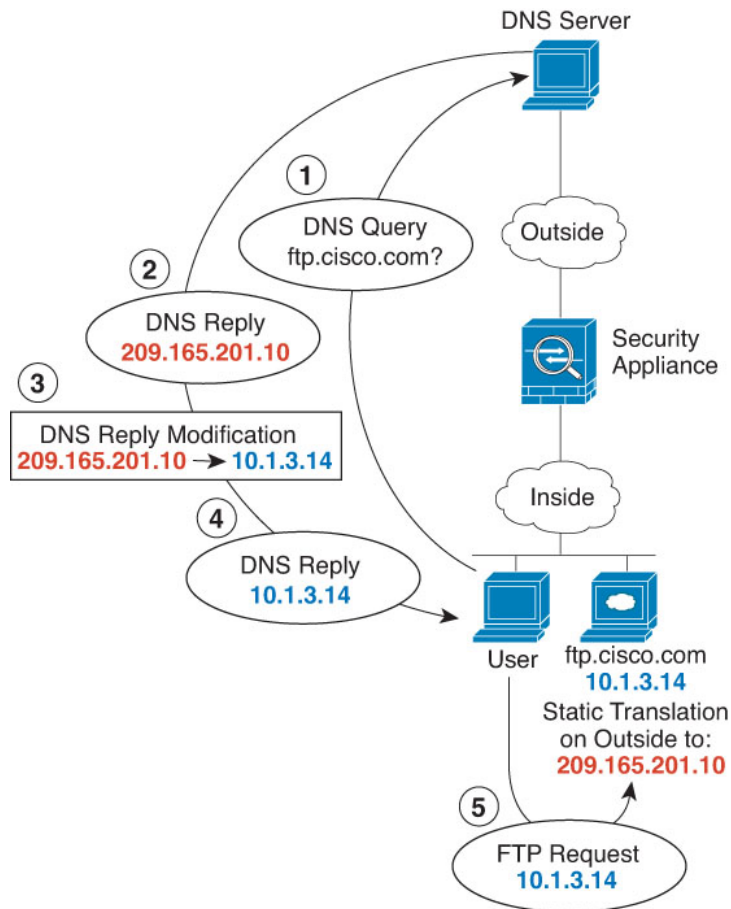 DNS Server
1
DNS Query
ftp.cisco.com?
Outside
2
DNS Reply
209.165.201.10
Security
Appliance
3
DNS Reply Modification
209.165.201.10 10.1.3.14
Inside
4
DNS Reply
10.1.3.14
User
ftp.cisco.com
10.1.3.14
Static Translation
on Outside to:
209.165.201.10
5
FTP Request
10.1.3.14